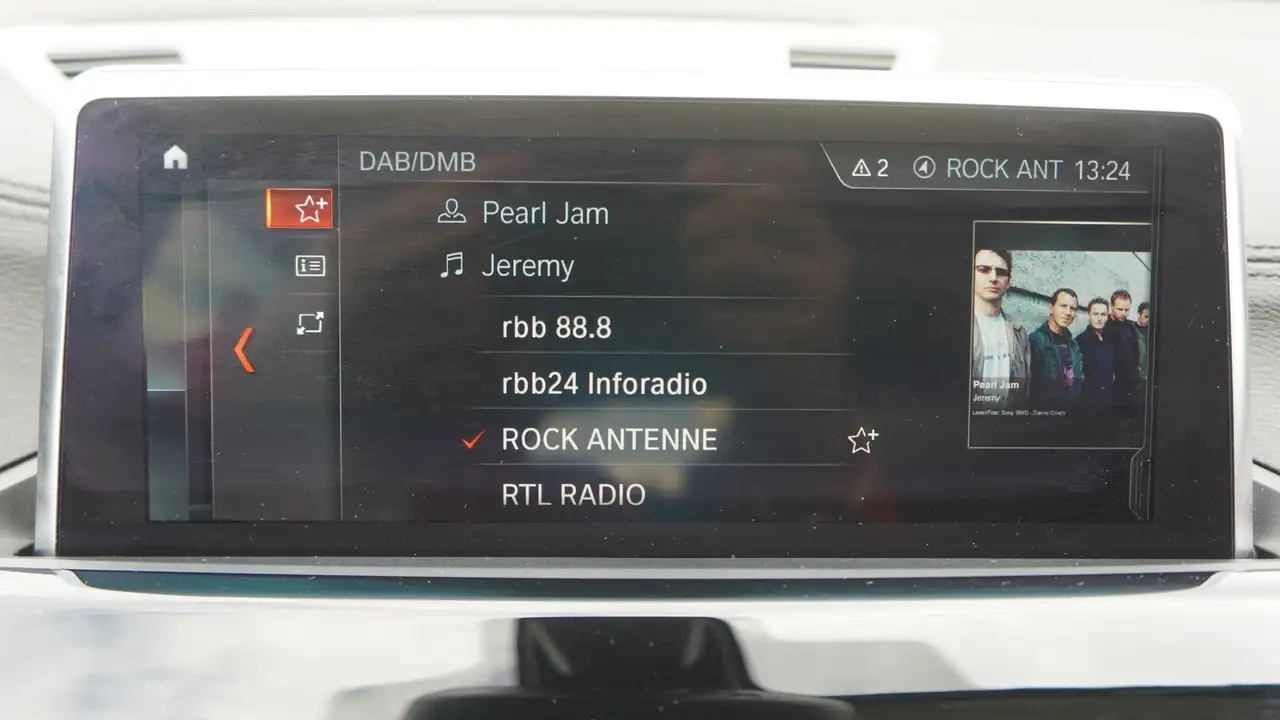 DAB/DMB
2 ROCK ANT 13:24
Pearl Jam
Jeremy
rbb 88.8
rbb24 Inforadio
ROCK ANTENNE
RTL RADIO
Pearl Jam
Jeremy